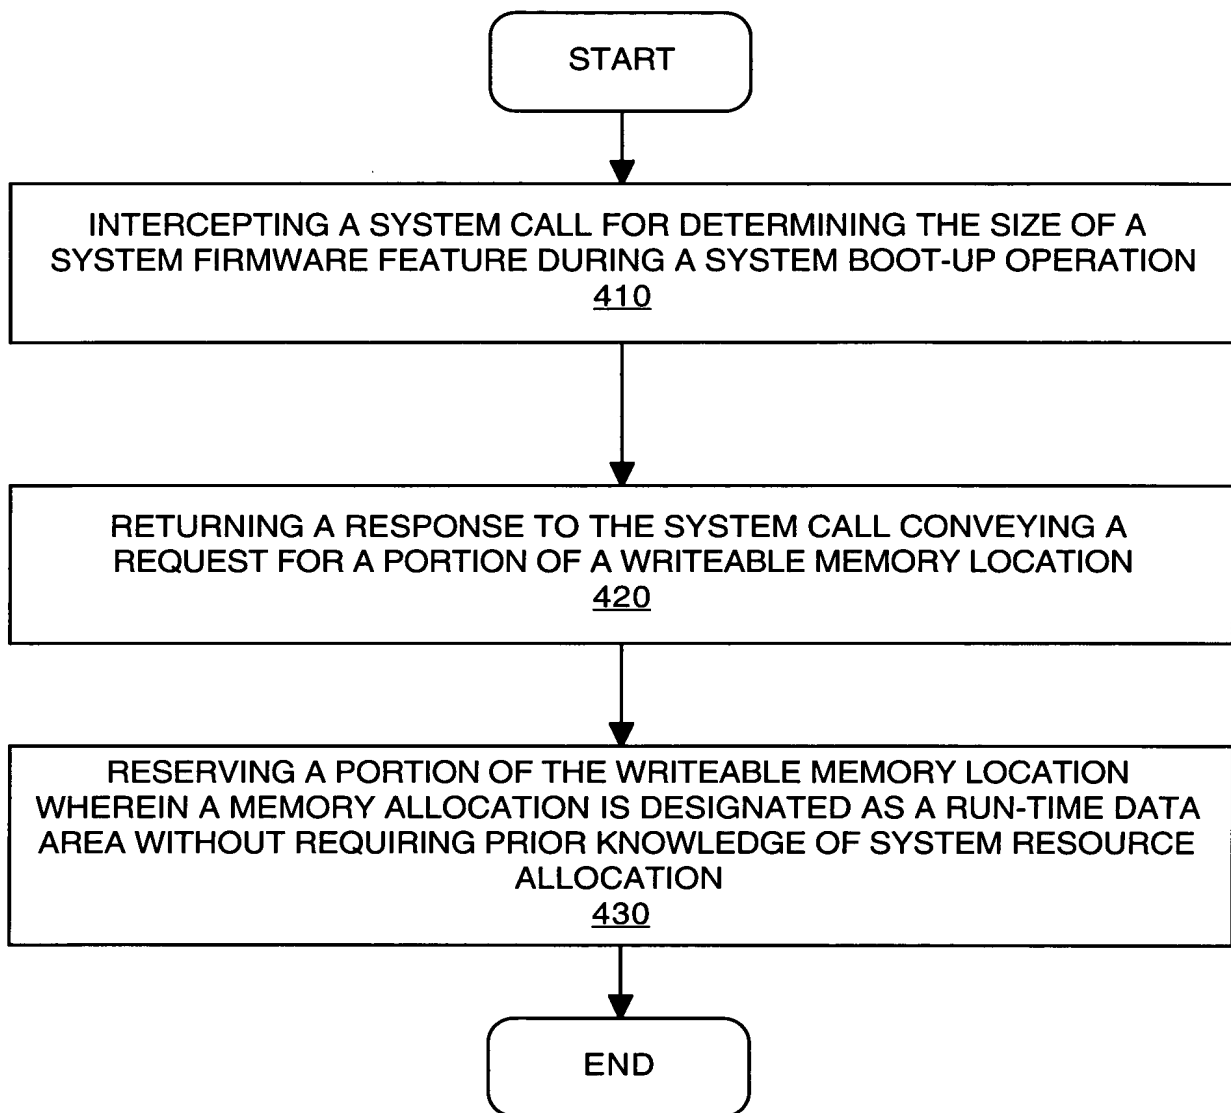 START
INTERCEPTING A SYSTEM CALL FOR DETERMINING THE SIZE OF A
SYSTEM FIRMWARE FEATURE DURING A SYSTEM BOOT-UP OPERATION
410
RETURNING A RESPONSE TO THE SYSTEM CALL CONVEYING A
REQUEST FOR A PORTION OF A WRITEABLE MEMORY LOCATION
420
RESERVING A PORTION OF THE WRITEABLE MEMORY LOCATION
WHEREIN A MEMORY ALLOCATION IS DESIGNATED AS A RUN-TIME DATA
AREA WITHOUT REQUIRING PRIOR KNOWLEDGE OF SYSTEM RESOURCE
ALLOCATION
430
END